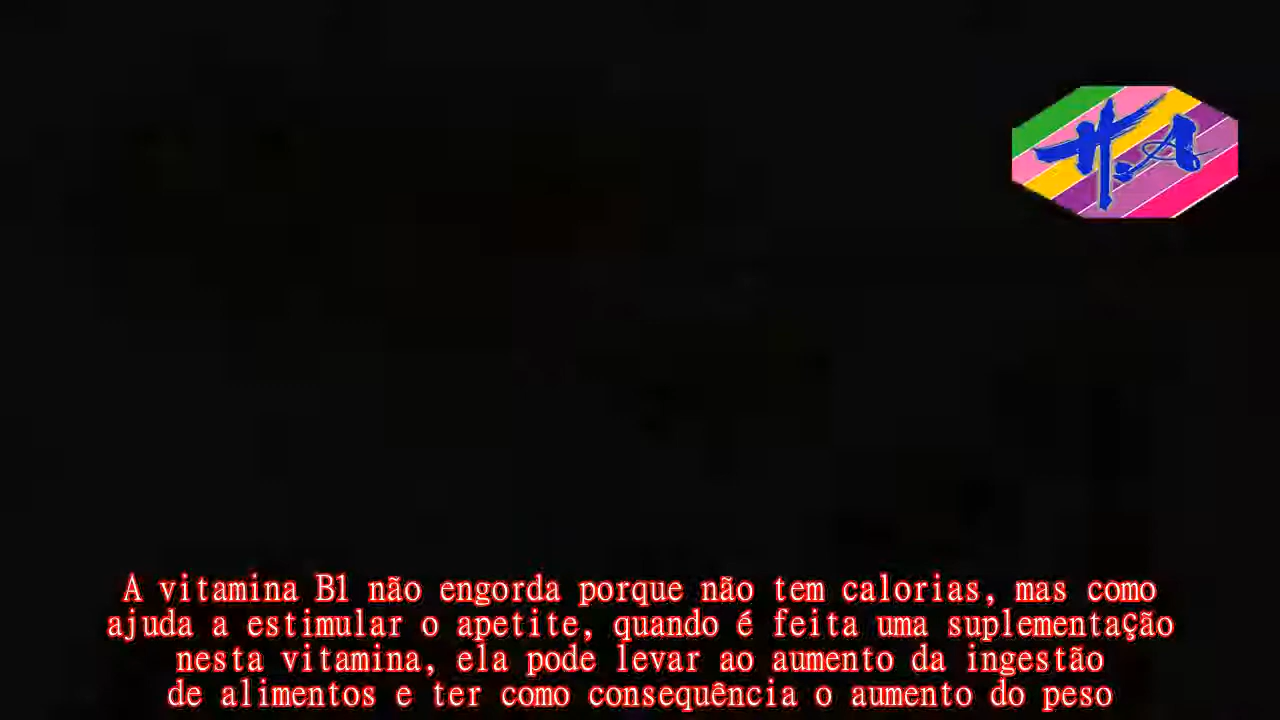 H.A
A vitamina B1 não engorda porque não tem calorias, mas como
ajuda a estimular o apetite, quando é feita uma suplementação
nesta vitamina, ela pode levar ao aumento da ingestão
de alimentos e ter como consequência o aumento do peso